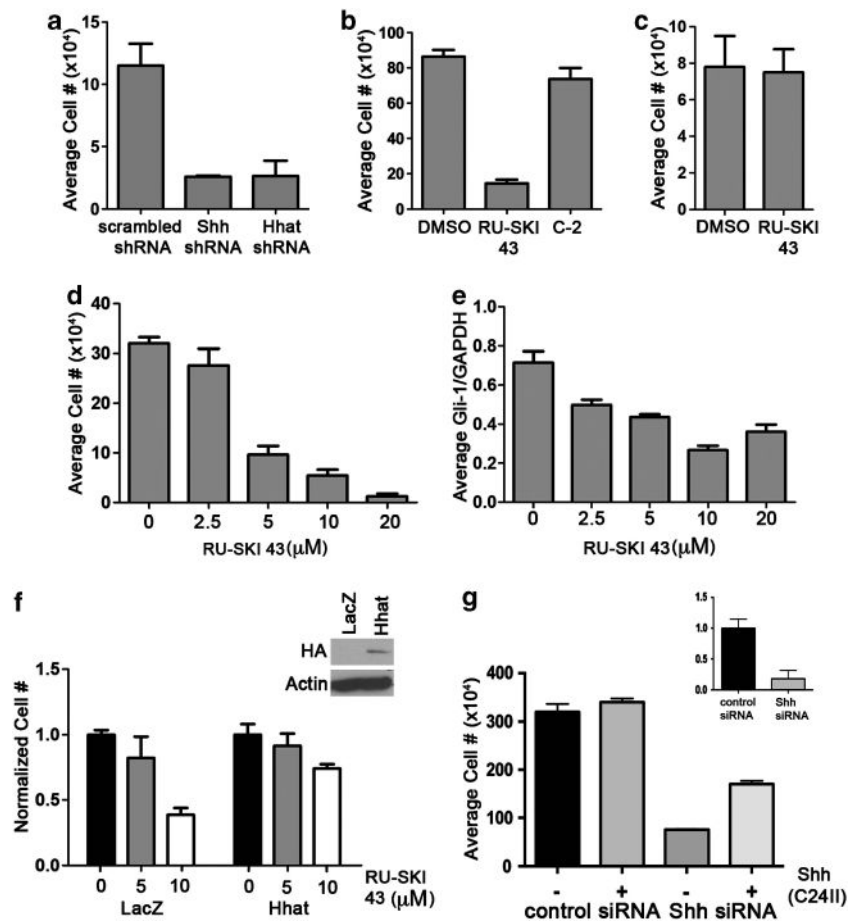 a
Average Cell # (x10⁴)
15
10
5
0
scrambled shRNA
Shh shRNA
Hhat shRNA
b
Average Cell # (x10⁴)
100
80
60
40
20
0
DMSO
RU-SKI 43
C-2
c
Average Cell # (x10⁴)
10
8
6
4
2
0
DMSO
RU-SKI 43
d
Average Cell # (x10⁴)
40
30
20
10
0
0 2.5 5 10 20
RU-SKI 43(μM)
e
Average Gli-1/GAPDH
1.0
0.8
0.6
0.4
0.2
0.0
0 2.5 5 10 20
RU-SKI 43(μM)
f
LacZ
Hhat
HA
Actin
Normalized Cell #
1.5
1.0
0.5
0.0
0 5 10 0 5 10
LacZ Hhat
RU-SKI
43 (μM)
g
1.5
1.0
0.5
0.0
control siRNA
Shh siRNA
Average Cell # (x10⁴)
400
300
200
100
0
- + - +
control siRNA Shh siRNA
Shh
(C24II)